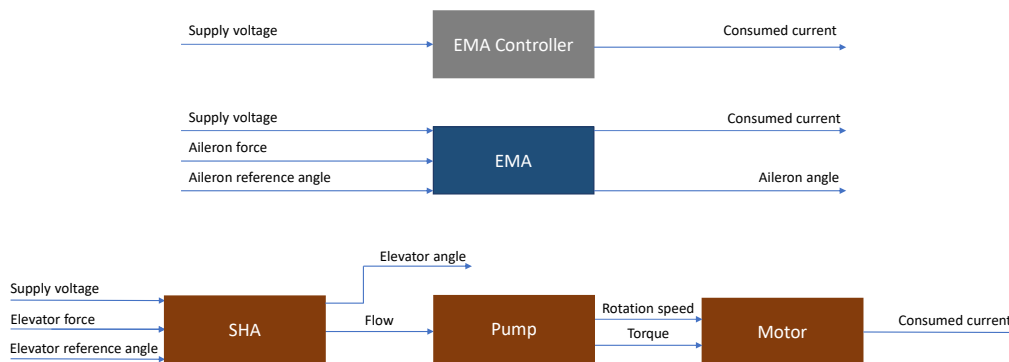 Supply voltage
EMA Controller
Consumed current
Supply voltage
Aileron force
Aileron reference angle
EMA
Consumed current
Aileron angle
Elevator angle
Supply voltage
Elevator force
Elevator reference angle
SHA
Flow
Pump
Rotation speed
Torque
Motor
Consumed current